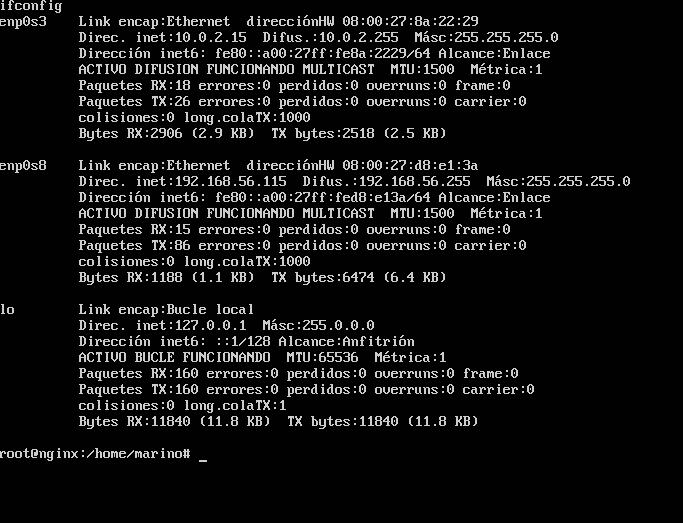 ifconfig
enp0s3    Link encap:Ethernet  direcciónHW 08:00:27:8a:22:29
          Direc. inet:10.0.2.15  Difus.:10.0.2.255  Másc:255.255.255.0
          Dirección inet6: fe80::a00:27ff:fe8a:2229/64 Alcance:Enlace
          ACTIVO DIFUSION FUNCIONANDO MULTICAST  MTU:1500  Métrica:1
          Paquetes RX:18 errores:0 perdidos:0 overruns:0 frame:0
          Paquetes TX:26 errores:0 perdidos:0 overruns:0 carrier:0
          colisiones:0 long.colaTX:1000
          Bytes RX:2906 (2.9 KB)  TX bytes:2518 (2.5 KB)
enp0s8    Link encap:Ethernet  direcciónHW 08:00:27:d8:e1:3a
          Direc. inet:192.168.56.115  Difus.:192.168.56.255  Másc:255.255.255.0
          Dirección inet6: fe80::a00:27ff:fed8:e13a/64 Alcance:Enlace
          ACTIVO DIFUSION FUNCIONANDO MULTICAST  MTU:1500  Métrica:1
          Paquetes RX:15 errores:0 perdidos:0 overruns:0 frame:0
          Paquetes TX:86 errores:0 perdidos:0 overruns:0 carrier:0
          colisiones:0 long.colaTX:1000
          Bytes RX:1188 (1.1 KB)  TX bytes:6474 (6.4 KB)
lo        Link encap:Bucle local
          Direc. inet:127.0.0.1  Másc:255.0.0.0
          Dirección inet6: ::1/128 Alcance:Anfitrión
          ACTIVO BUCLE FUNCIONANDO  MTU:65536  Métrica:1
          Paquetes RX:160 errores:0 perdidos:0 overruns:0 frame:0
          Paquetes TX:160 errores:0 perdidos:0 overruns:0 carrier:0
          colisiones:0 long.colaTX:1
          Bytes RX:11840 (11.8 KB)  TX bytes:11840 (11.8 KB)
root@nginx:/home/marino# _